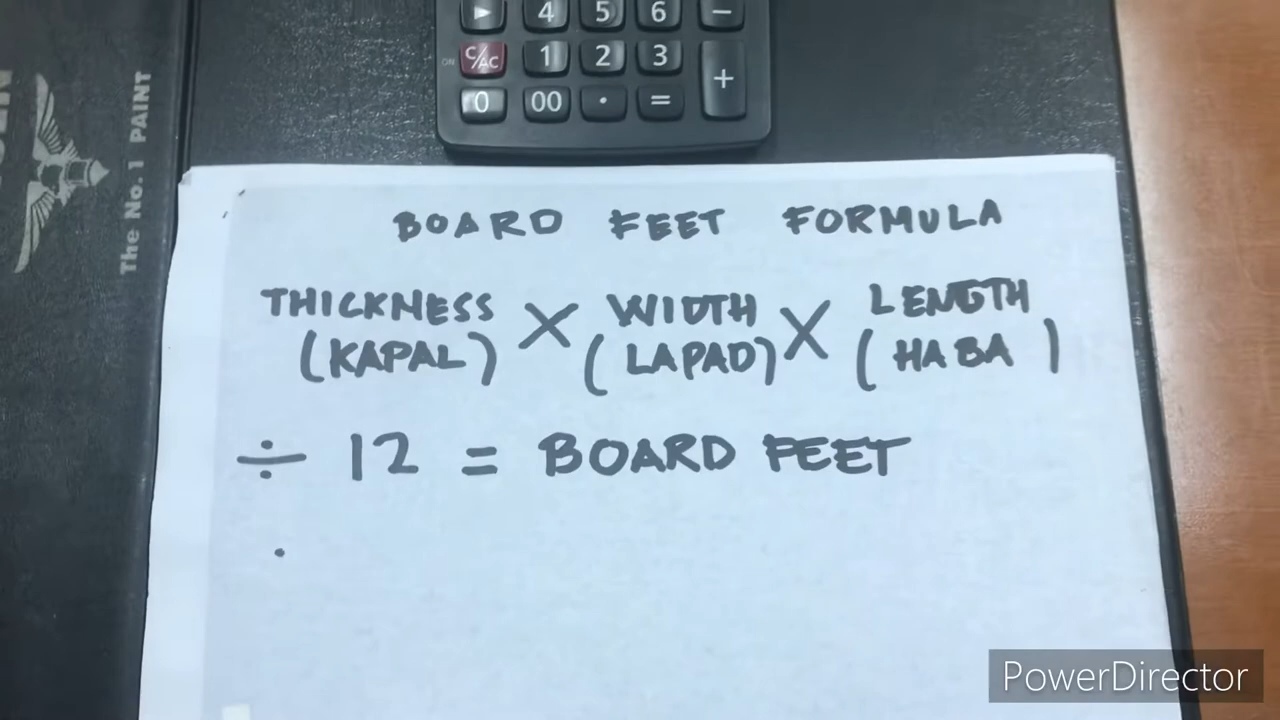 4 5 6 −
ON C/AC 1 2 3 +
0 00 · =
The No. 1 PAINT
BOARD FEET FORMULA
THICKNESS X WIDTH X LENGTH
(KAPAL) (LAPAD) (HABA)
÷ 12 = BOARD FEET
PowerDirector